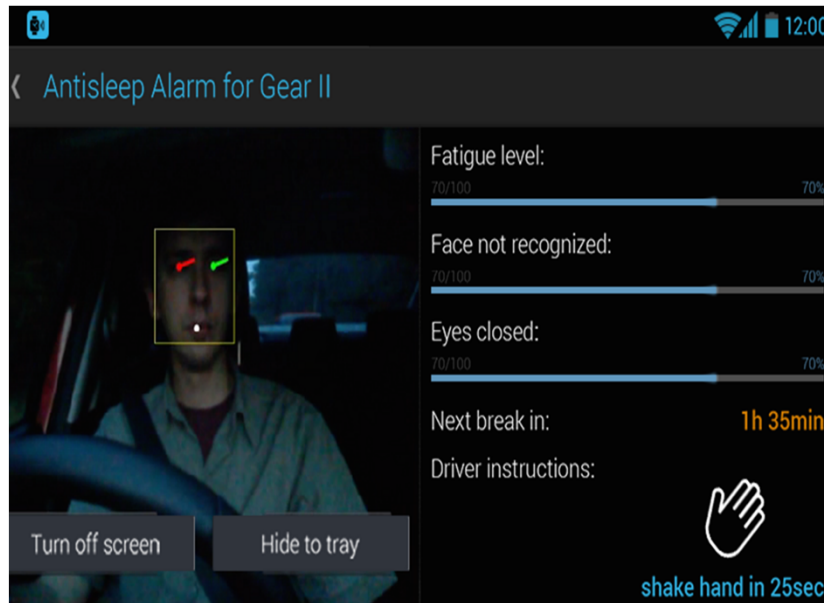 12:00
Antisleep Alarm for Gear II
Fatigue level:
70/100 70%
Face not recognized:
70/100 70%
Eyes closed:
70/100 70%
Next break in: 1h 35min
Driver instructions:
shake hand in 25sec
Turn off screen
Hide to tray